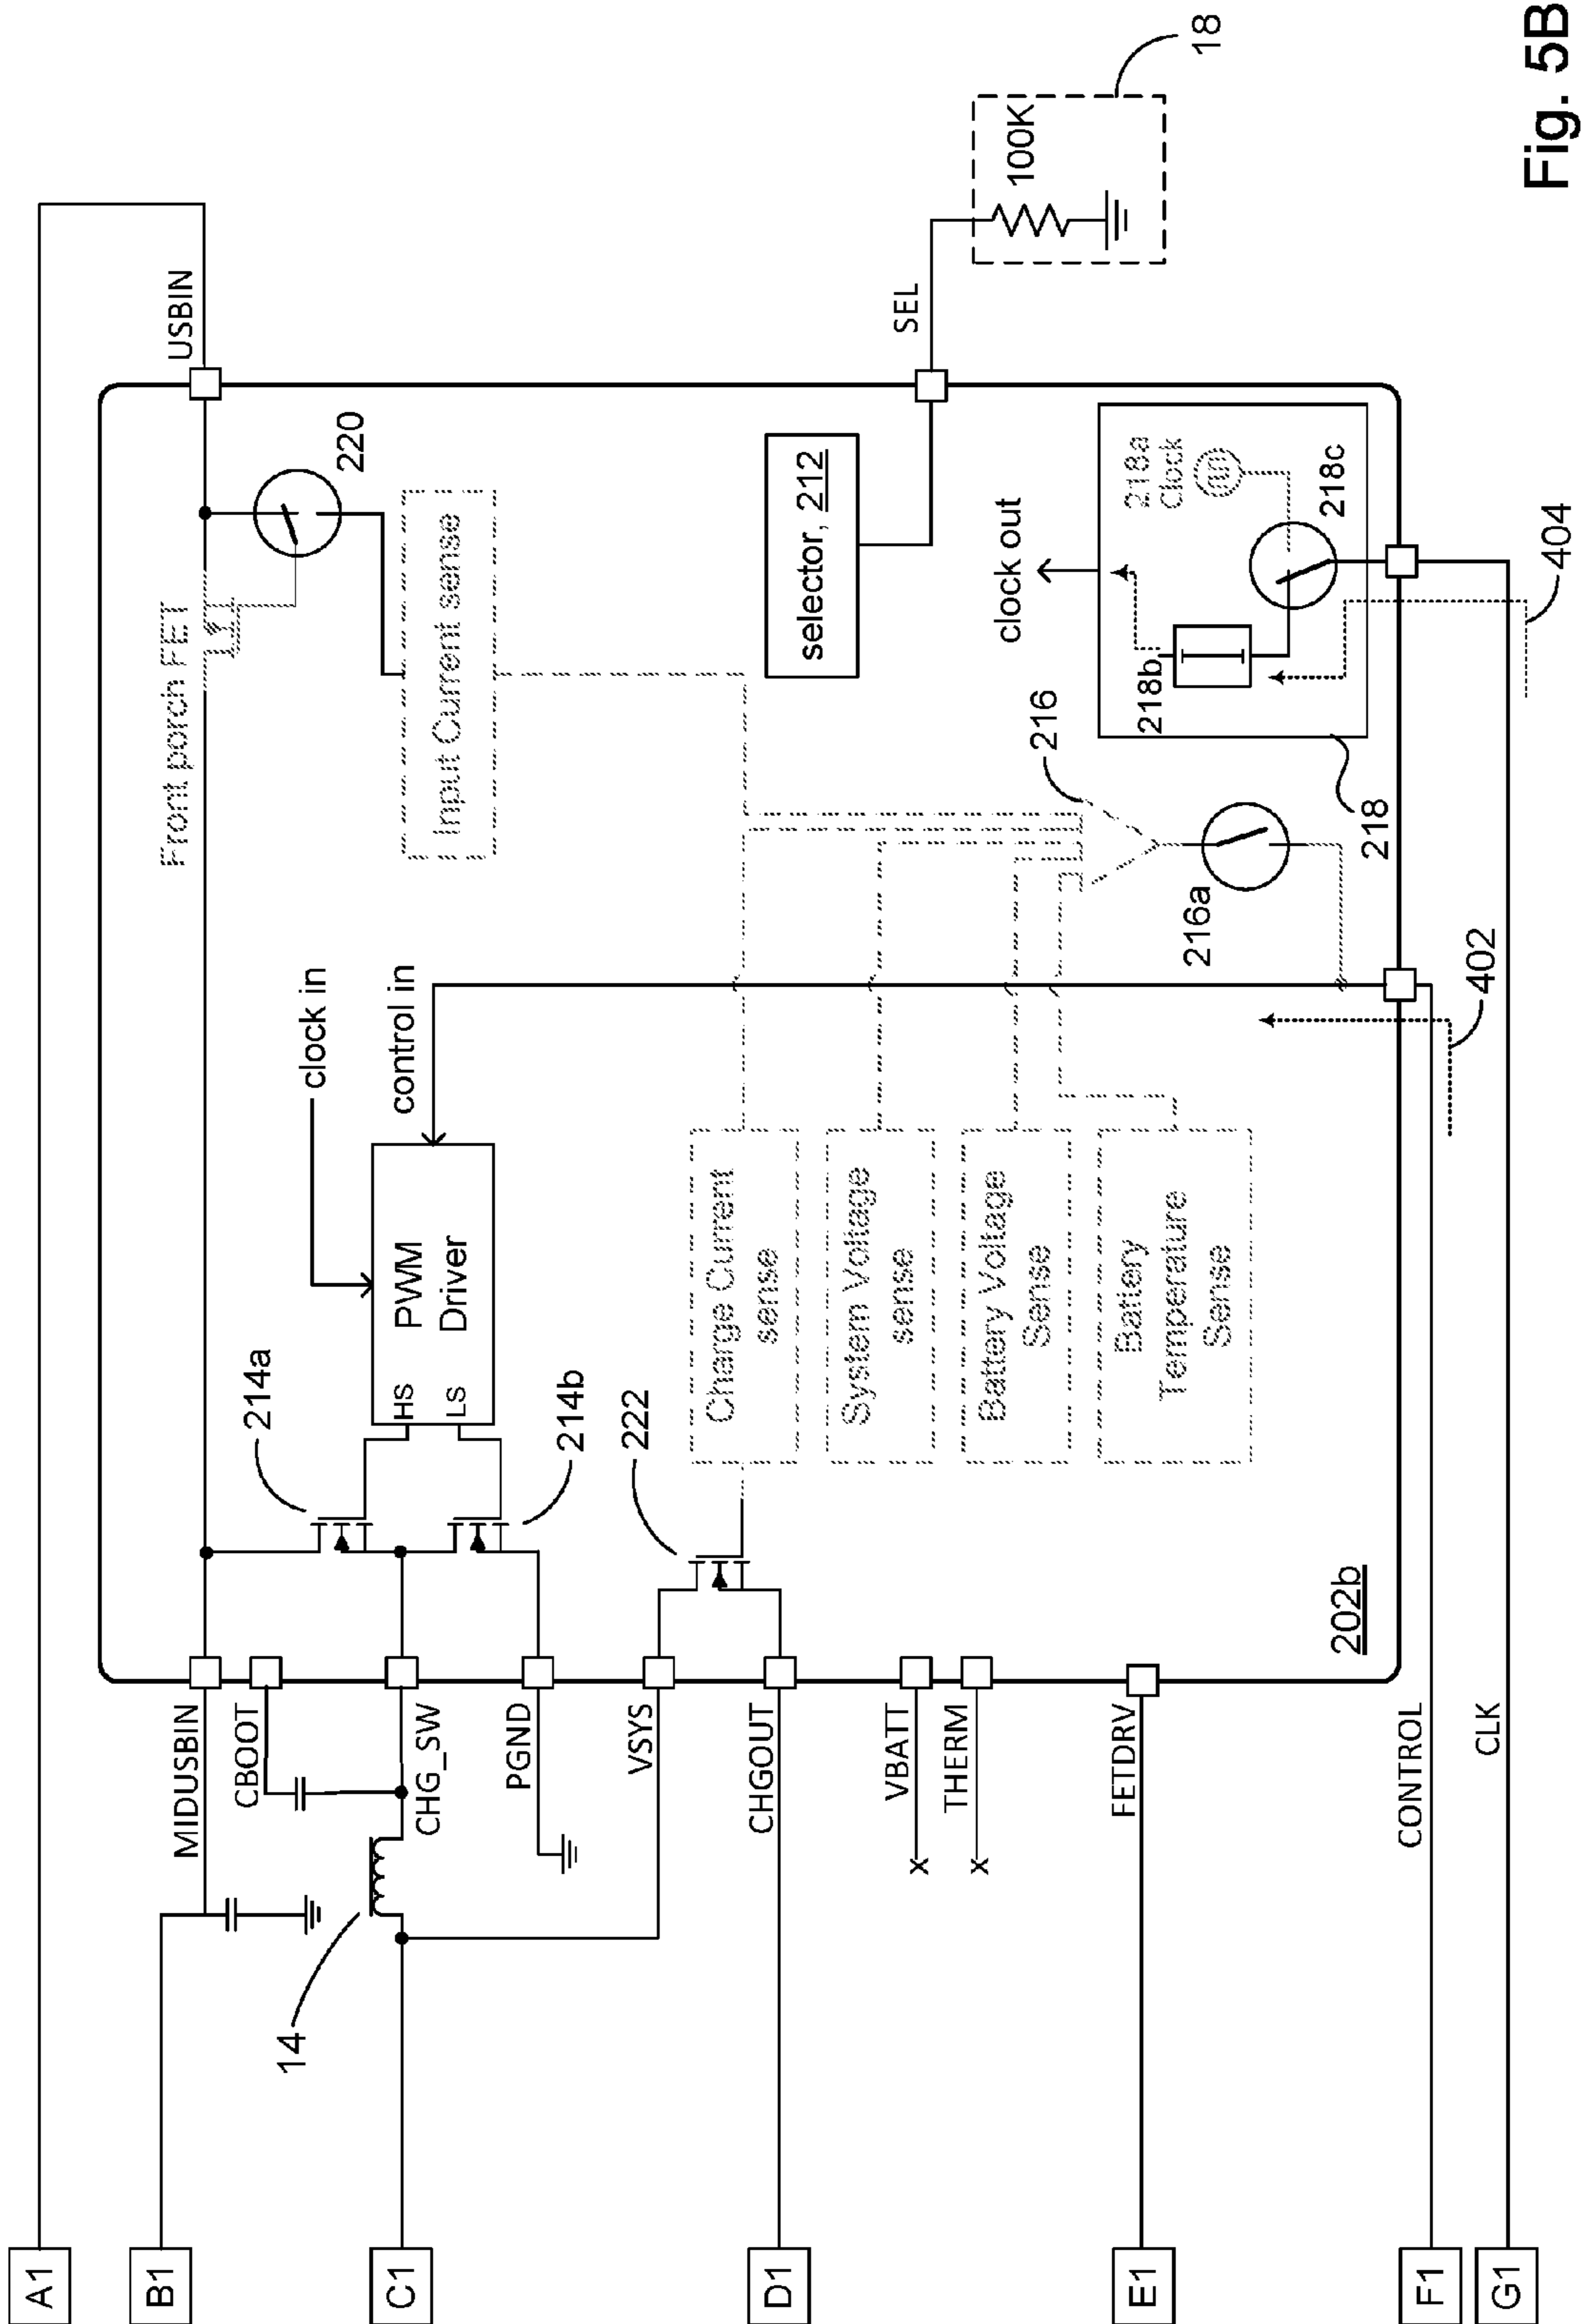 A1
B1
C1
D1
E1
F1
G1
MIDUSBIN
CBOOT
CHG_SW
PGND
VSYS
CHGOUT
VBATT
x
THERM
x
FETDRV
CONTROL
CLK
14
202b
214a
214b
222
HS
LS
PWM
Driver
clock in
control in
Charge Current
sense
System Voltage
sense
Battery Voltage
Sense
Battery
Temperature
Sense
402
Front porch FET
Input Current sense
220
USBIN
selector, 212
SEL
100K
18
216
216a
clock out
218a
Clock
218b
218c
218
404
Fig. 5B